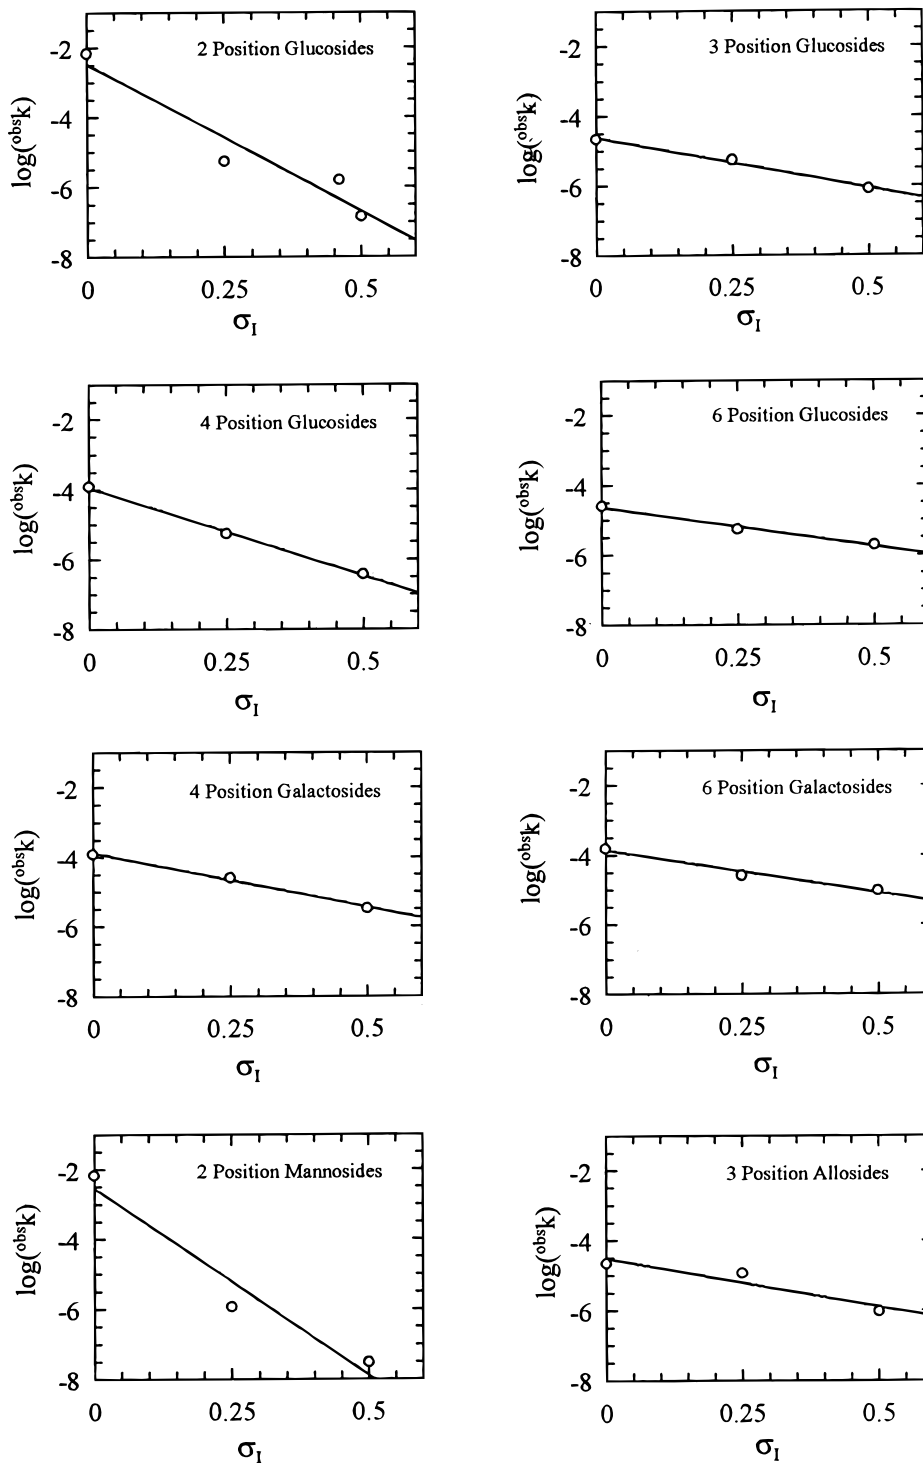 2 Position Glucosides
log(obsk)
-2
-4
-6
-8
0 0.25 0.5
σI
3 Position Glucosides
log(obsk)
-2
-4
-6
-8
0 0.25 0.5
σI
4 Position Glucosides
log(obsk)
-2
-4
-6
-8
0 0.25 0.5
σI
6 Position Glucosides
log(obsk)
-2
-4
-6
-8
0 0.25 0.5
σI
4 Position Galactosides
log(obsk)
-2
-4
-6
-8
0 0.25 0.5
σI
6 Position Galactosides
log(obsk)
-2
-4
-6
-8
0 0.25 0.5
σI
2 Position Mannosides
log(obsk)
-2
-4
-6
-8
0 0.25 0.5
σI
3 Position Allosides
log(obsk)
-2
-4
-6
-8
0 0.25 0.5
σI